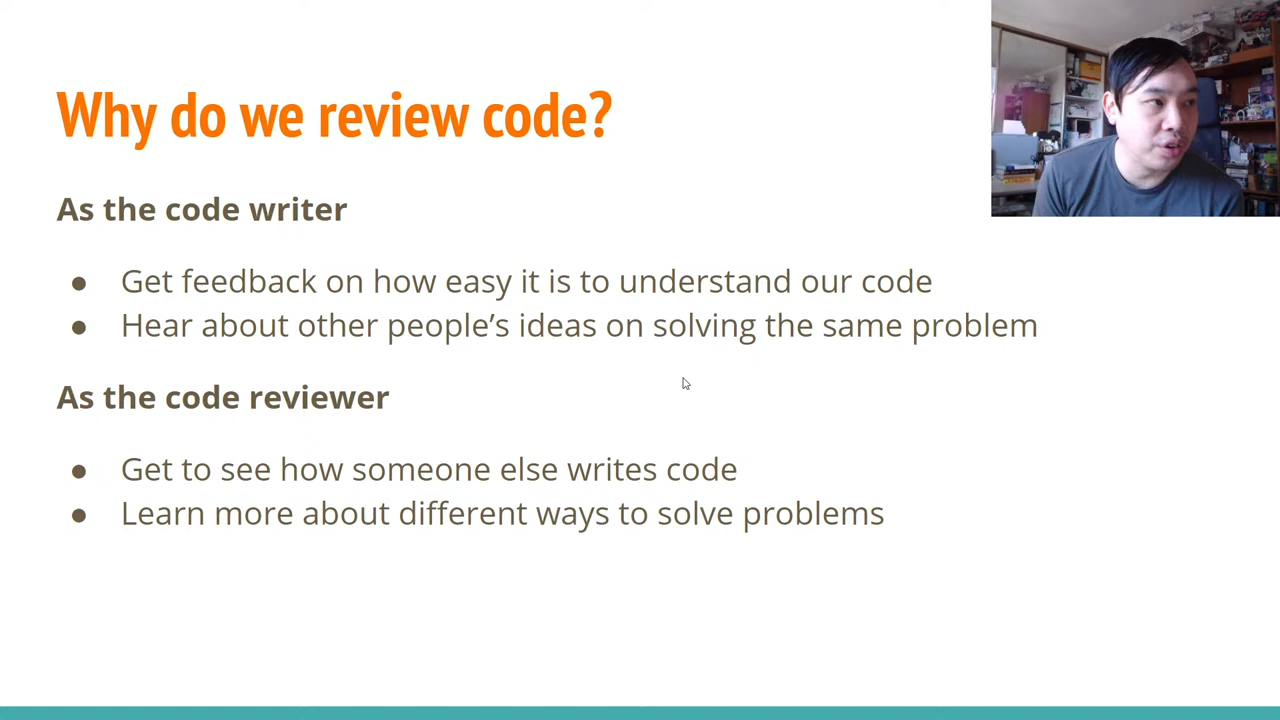 Why do we review code?
As the code writer
● Get feedback on how easy it is to understand our code
● Hear about other people’s ideas on solving the same problem
As the code reviewer
● Get to see how someone else writes code
● Learn more about different ways to solve problems